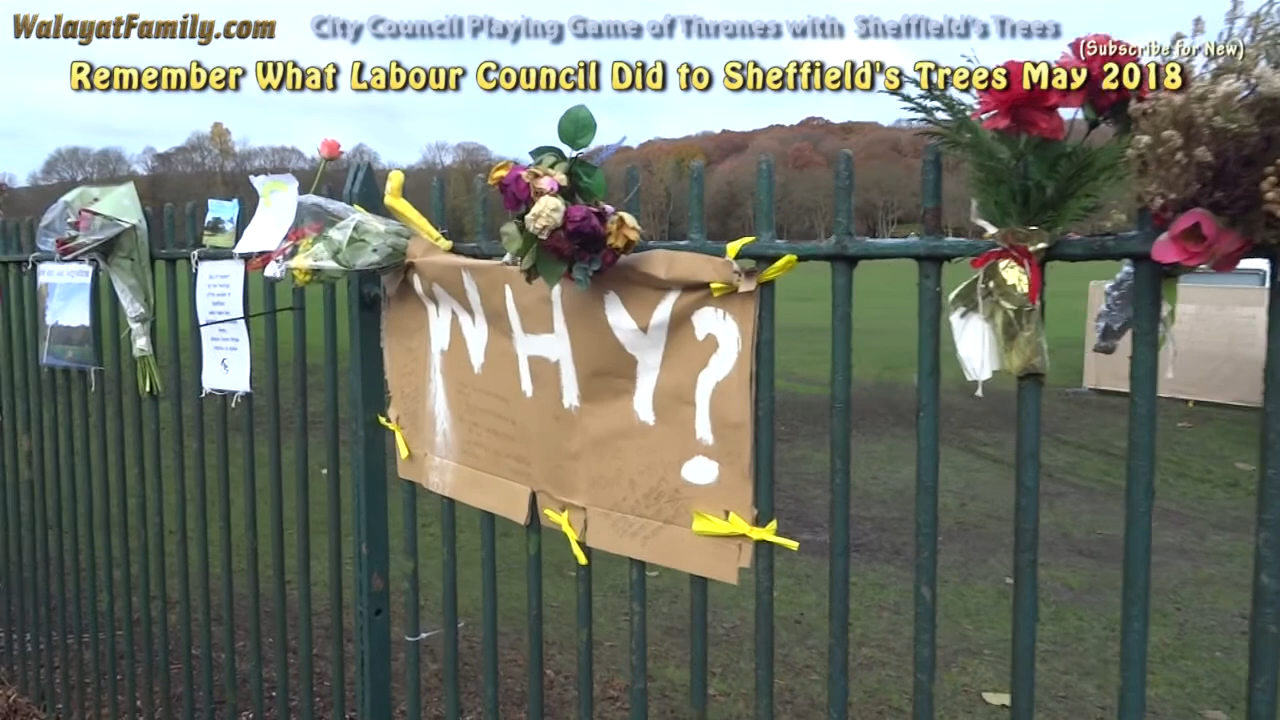 WalayatFamily.com
City Council Playing Game of Thrones with Sheffield's Trees
(Subscribe for New)
Remember What Labour Council Did to Sheffield's Trees May 2018
WHY?